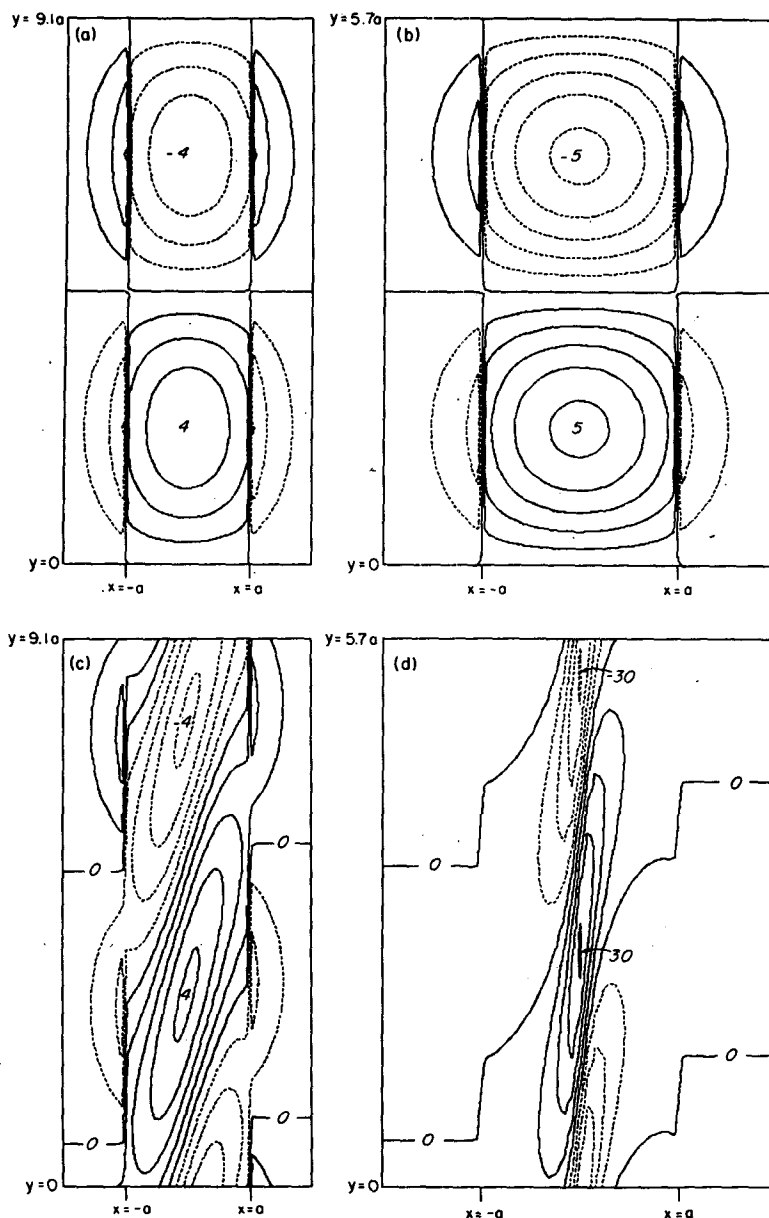 y= 9.1a (a) y=5.7a (b)
-4 -5
4 5
y=0 y=0
x=-a x=a x=-a x=a
y= 9.1a (c) y=5.7a (d)
-4 -30
0 0
0 0
4 30
0 0
0 0
y=0 y=0
x=-a x=a x=-a x=a